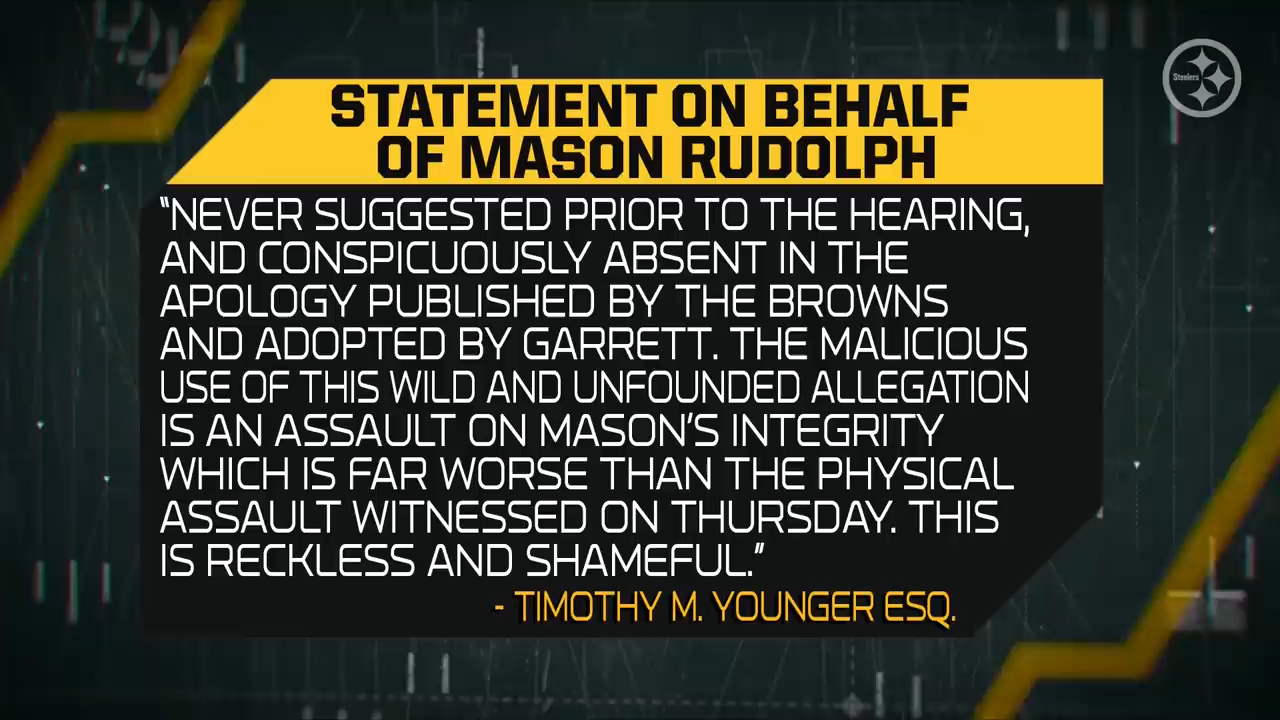 Steelers
STATEMENT ON BEHALF
OF MASON RUDOLPH
“NEVER SUGGESTED PRIOR TO THE HEARING,
AND CONSPICUOUSLY ABSENT IN THE
APOLOGY PUBLISHED BY THE BROWNS
AND ADOPTED BY GARRETT. THE MALICIOUS
USE OF THIS WILD AND UNFOUNDED ALLEGATION
IS AN ASSAULT ON MASON’S INTEGRITY
WHICH IS FAR WORSE THAN THE PHYSICAL
ASSAULT WITNESSED ON THURSDAY. THIS
IS RECKLESS AND SHAMEFUL.”
- TIMOTHY M. YOUNGER ESQ.